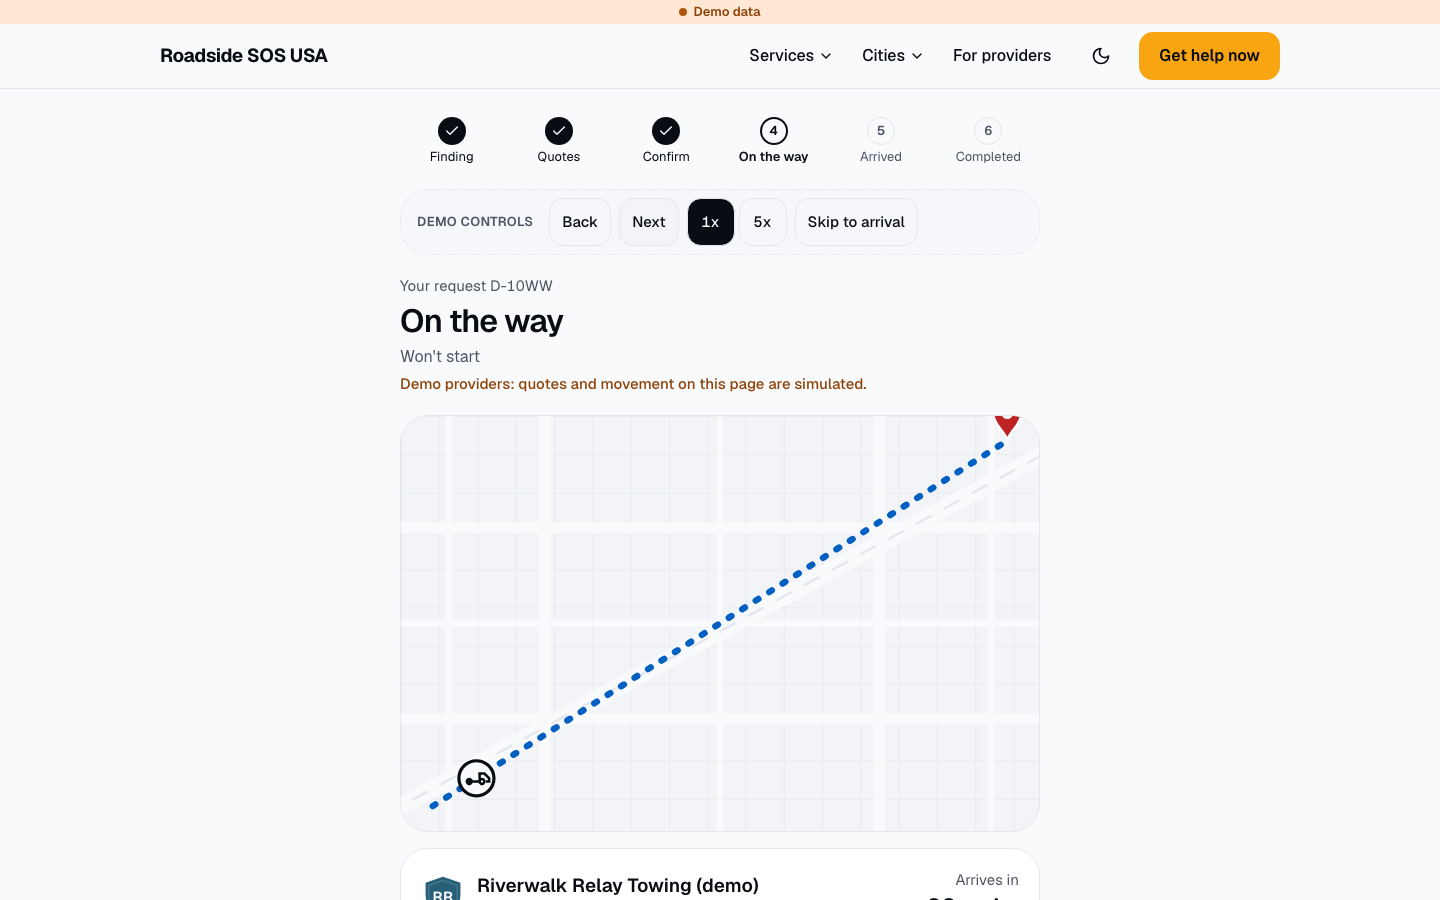 Demo data
Roadside SOS USA
Services
Cities
For providers
Get help now
Finding
Quotes
Confirm
4
On the way
5
Arrived
6
Completed
DEMO CONTROLS
Back
Next
1x
5x
Skip to arrival
Your request D-10WW
On the way
Won't start
Demo providers: quotes and movement on this page are simulated.
RR
Riverwalk Relay Towing (demo)
Arrives in